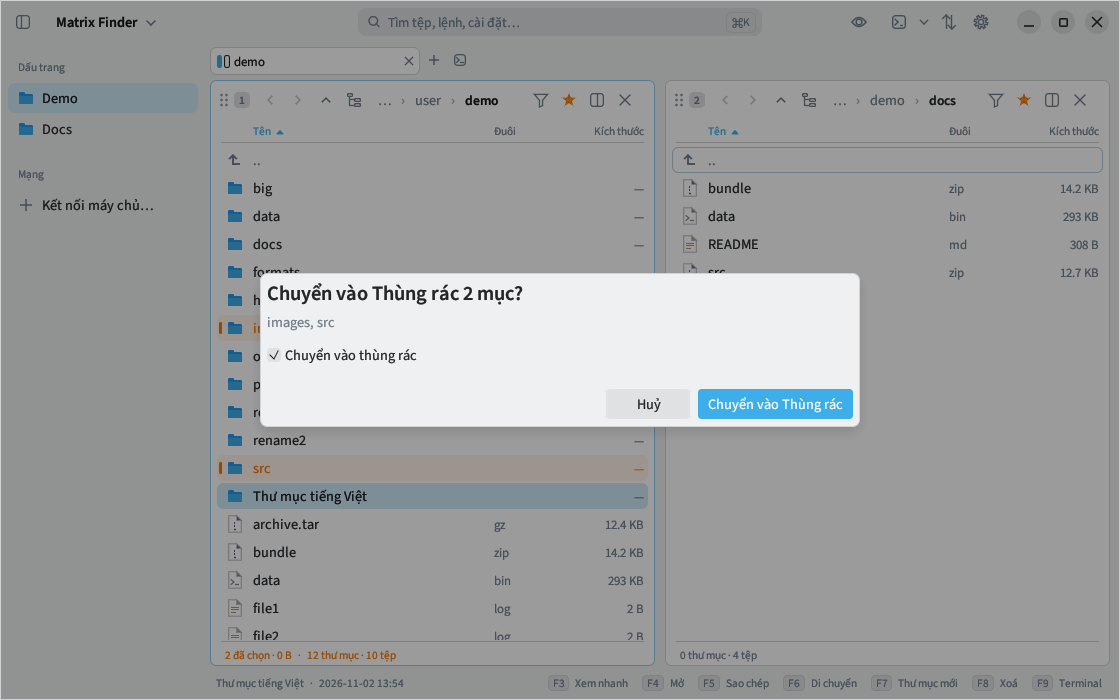 Matrix Finder
Tìm tệp, lệnh, cài đặt… ⌘K
Dấu trang
Demo
Docs
Mạng
Kết nối máy chủ…
demo
1 … › user › demo
Tên Đuôi Kích thước
..
big —
data —
docs —
formats
rename2 —
src —
Thư mục tiếng Việt —
archive.tar gz 12.4 KB
bundle zip 14.2 KB
data bin 293 KB
file1 log 2 B
file2 log 2 B
2 đã chọn · 0 B · 12 thư mục · 10 tệp
2 … › demo › docs
Tên Đuôi Kích thước
..
bundle zip 14.2 KB
data bin 293 KB
README md 308 B
src zip 12.7 KB
0 thư mục · 4 tệp
Chuyển vào Thùng rác 2 mục?
images, src
Chuyển vào thùng rác
Huỷ Chuyển vào Thùng rác
Thư mục tiếng Việt · 2026-11-02 13:54
F3 Xem nhanh F4 Mở F5 Sao chép F6 Di chuyển F7 Thư mục mới F8 Xoá F9 Terminal